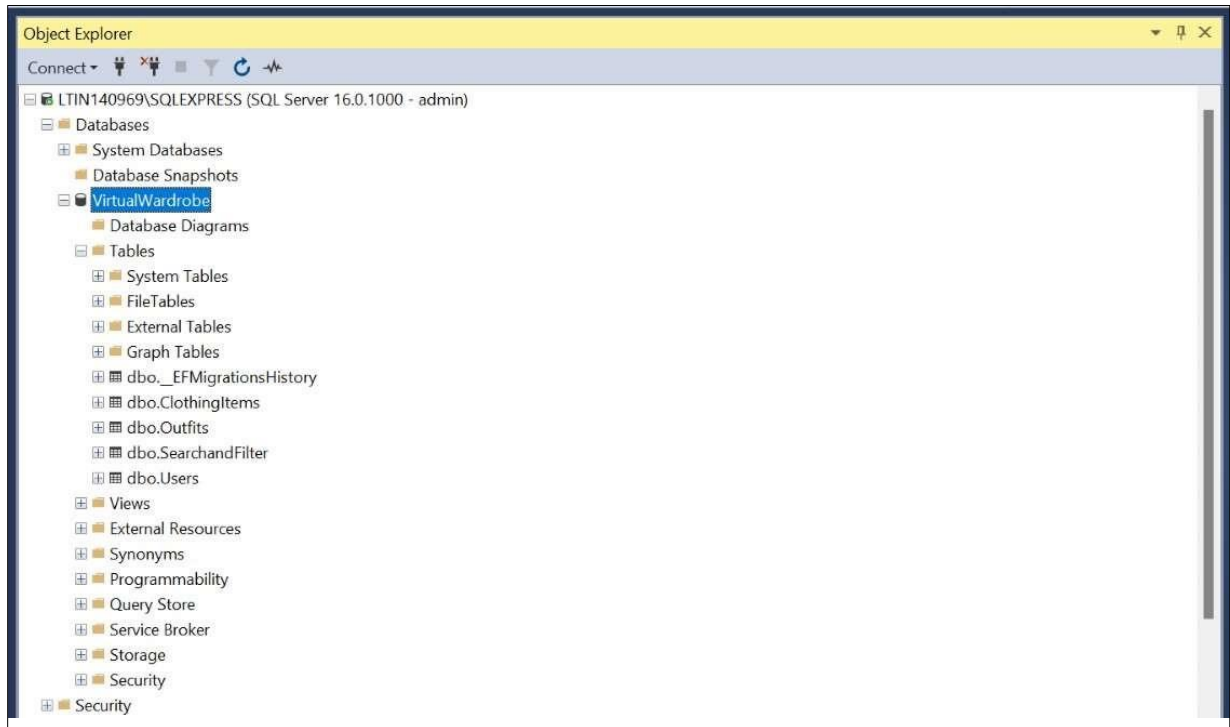 Object Explorer
Connect
LTIN140969\SQLEXPRESS (SQL Server 16.0.1000 - admin)
Databases
System Databases
Database Snapshots
VirtualWardrobe
Database Diagrams
Tables
System Tables
FileTables
External Tables
Graph Tables
dbo.__EFMigrationsHistory
dbo.ClothingItems
dbo.Outfits
dbo.SearchandFilter
dbo.Users
Views
External Resources
Synonyms
Programmability
Query Store
Service Broker
Storage
Security
Security